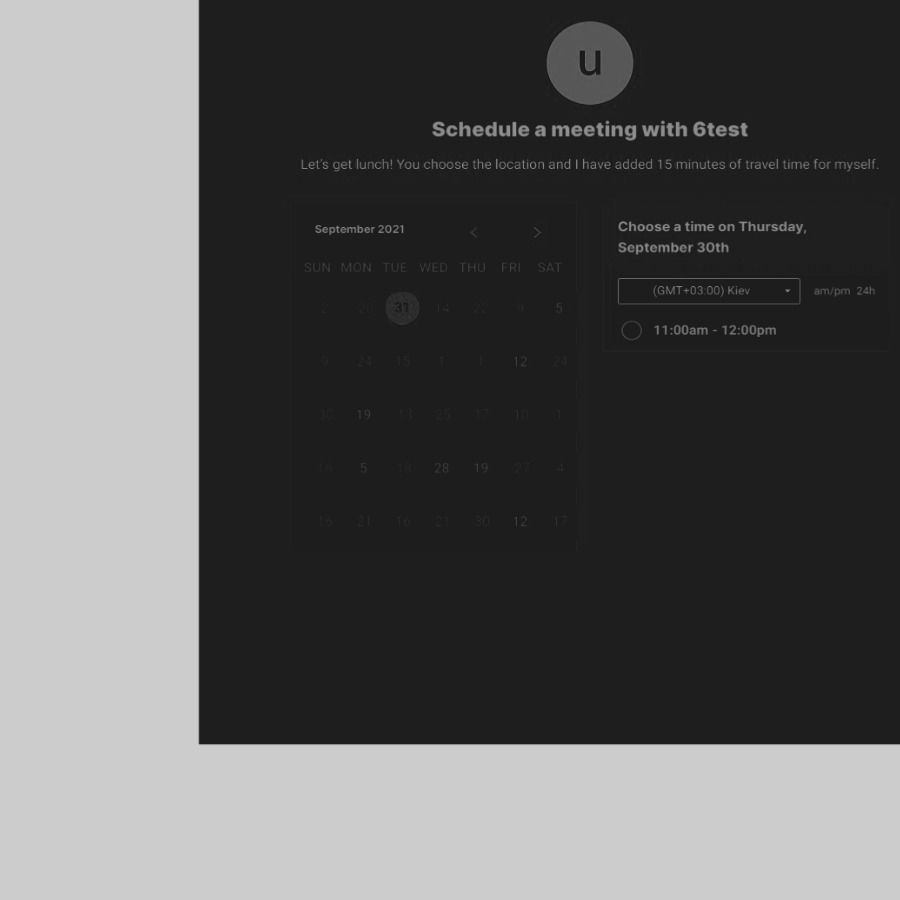 u
Schedule a meeting with 6test
Let's get lunch! You choose the location and I have added 15 minutes of travel time for myself.
September 2021 < >
SUN MON TUE WED THU FRI SAT
2 20 31 14 22 9 5
9 24 15 1 1 12 24
30 19 13 25 17 10 1
16 5 18 28 19 27 4
16 21 16 21 30 12 17
Choose a time on Thursday,
September 30th
(GMT+03:00) Kiev am/pm 24h
11:00am - 12:00pm